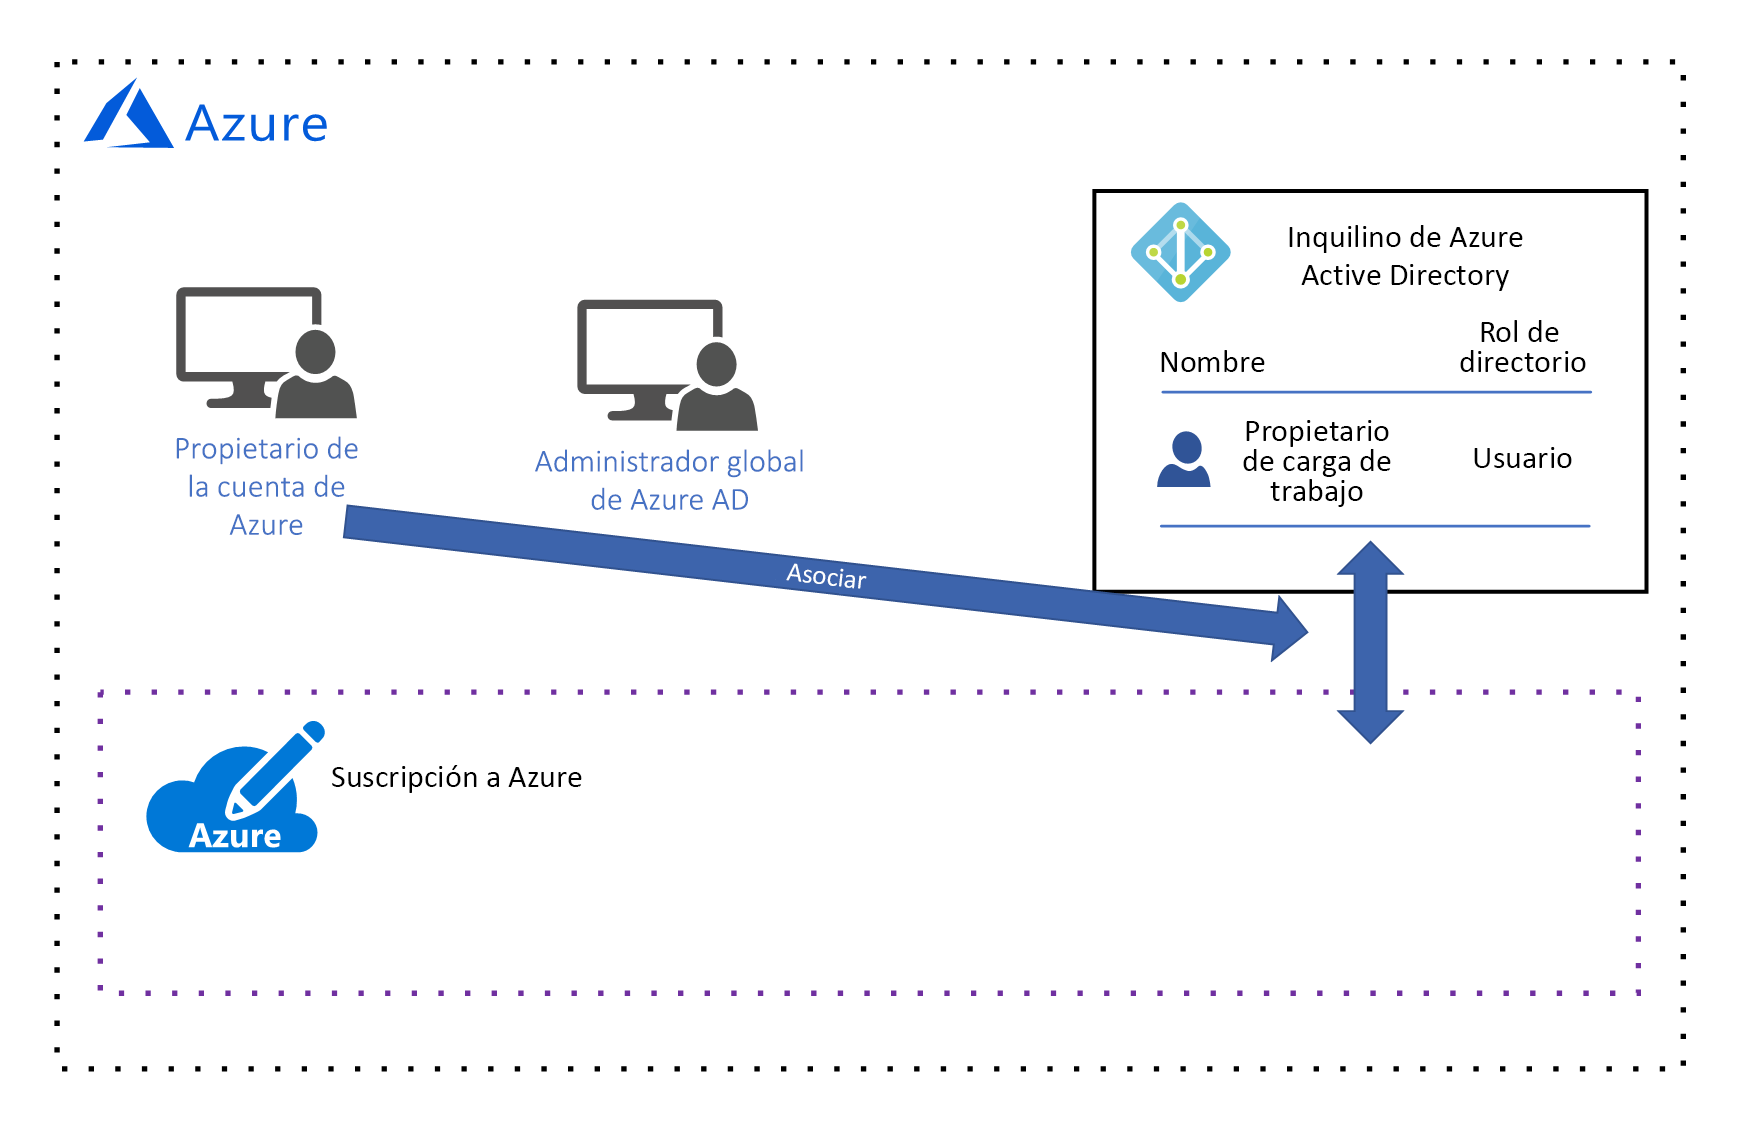 Azure
Inquilino de Azure
Active Directory
Nombre
Rol de
directorio
Propietario
de carga de
trabajo
Usuario
Propietario de
la cuenta de
Azure
Administrador global
de Azure AD
Asociar
Suscripción a Azure
Azure